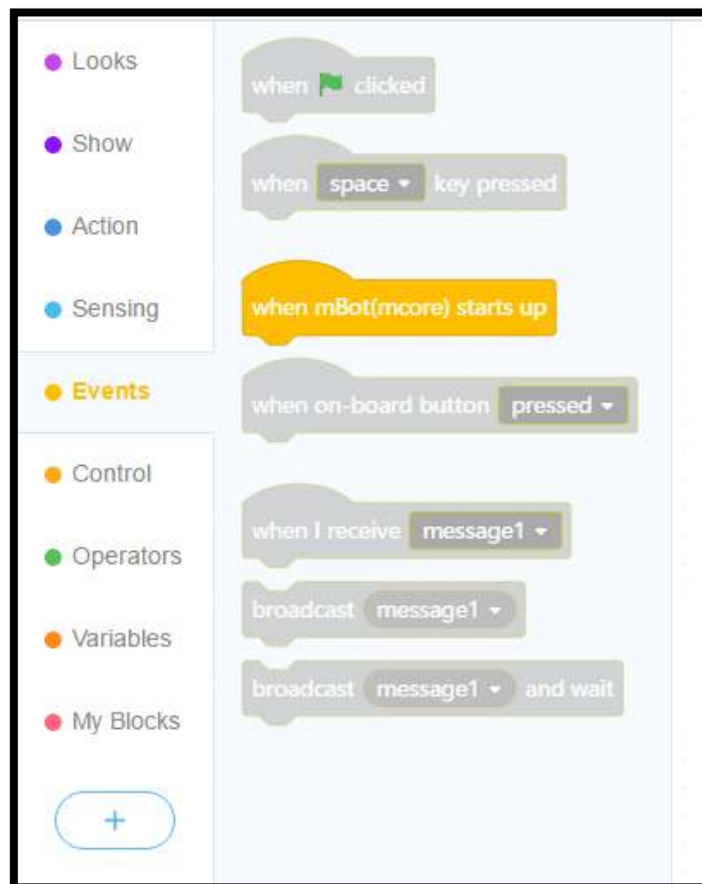 Looks
Show
Action
Sensing
Events
Control
Operators
Variables
My Blocks
+
when clicked
when space key pressed
when mBot(mcore) starts up
when on-board button pressed
when I receive message1
broadcast message1
broadcast message1 and wait